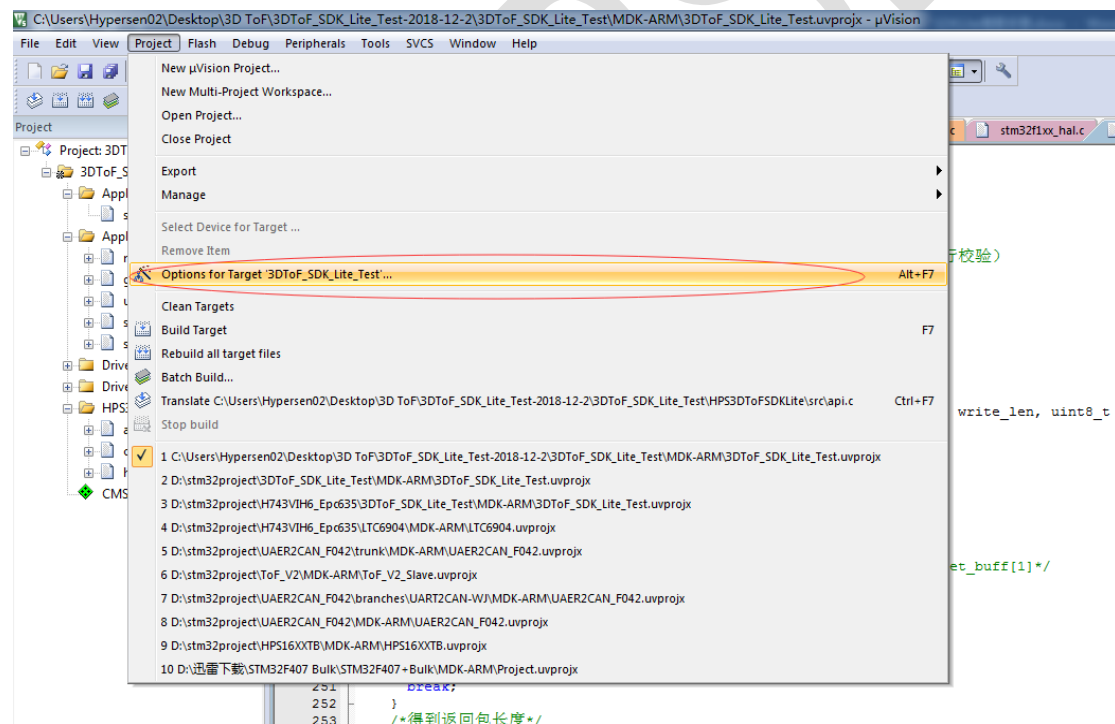 C:\Users\Hypersen02\Desktop\3D ToF\3DToF_SDK_Lite_Test-2018-12-2\3DToF_SDK_Lite_Test\MDK-ARM\3DToF_SDK_Lite_Test.uvprojx - µVision
File Edit View Project Flash Debug Peripherals Tools SVCS Window Help
New µVision Project...
New Multi-Project Workspace...
Open Project...
Close Project
Export
Manage
Select Device for Target ...
Remove Item
Options for Target '3DToF_SDK_Lite_Test'... Alt+F7
Clean Targets
Build Target F7
Rebuild all target files
Batch Build...
Translate C:\Users\Hypersen02\Desktop\3D ToF\3DToF_SDK_Lite_Test-2018-12-2\3DToF_SDK_Lite_Test\HPS3DToFSDKLite\src\api.c Ctrl+F7
Stop build
1 C:\Users\Hypersen02\Desktop\3D ToF\3DToF_SDK_Lite_Test-2018-12-2\3DToF_SDK_Lite_Test\MDK-ARM\3DToF_SDK_Lite_Test.uvprojx
2 D:\stm32project\3DToF_SDK_Lite_Test\MDK-ARM\3DToF_SDK_Lite_Test.uvprojx
3 D:\stm32project\H743VIH6_Epc635\3DToF_SDK_Lite_Test\MDK-ARM\3DToF_SDK_Lite_Test.uvprojx
4 D:\stm32project\H743VIH6_Epc635\LTC6904\MDK-ARM\LTC6904.uvprojx
5 D:\stm32project\UAER2CAN_F042\trunk\MDK-ARM\UAER2CAN_F042.uvprojx
6 D:\stm32project\ToF_V2\MDK-ARM\ToF_V2_Slave.uvprojx
7 D:\stm32project\UAER2CAN_F042\branches\UART2CAN-WJ\MDK-ARM\UAER2CAN_F042.uvprojx
8 D:\stm32project\UAER2CAN_F042\MDK-ARM\UAER2CAN_F042.uvprojx
9 D:\stm32project\HPS16XXTB\MDK-ARM\HPS16XXTB.uvprojx
10 D:\迅雷下载\STM32F407 Bulk\STM32F407+Bulk\MDK-ARM\Project.uvprojx
Project
Project: 3DT
3DToF_S
Appl
s
Appl
g
u
s
s
Drive
Drive
HPS3
a
CMS
c stm32f1xx_hal.c
行校验）
write_len, uint8_t
et_buff[1]*/
251 break;
252 }
253 /*得到返回包长度*/